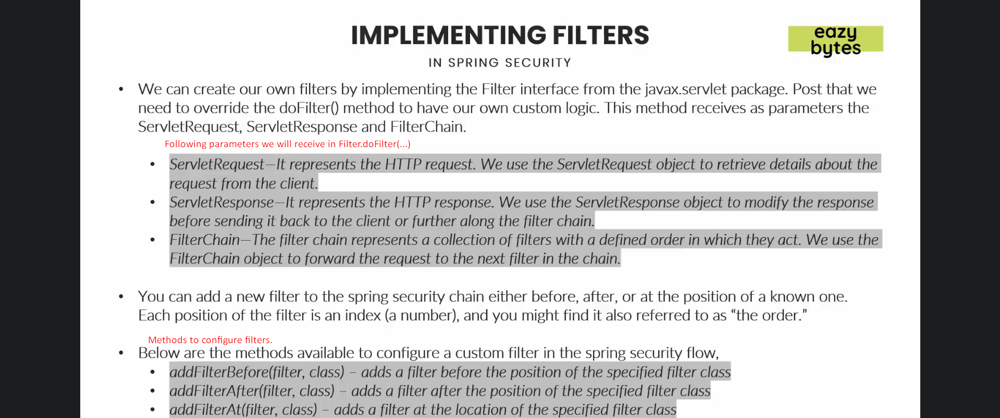 IMPLEMENTING FILTERS
eazy
bytes
IN SPRING SECURITY
• We can create our own filters by implementing the Filter interface from the javax.servlet package. Post that we
need to override the doFilter() method to have our own custom logic. This method receives as parameters the
ServletRequest, ServletResponse and FilterChain.
Following parameters we will receive in Filter.doFilter(...)
• ServletRequest—It represents the HTTP request. We use the ServletRequest object to retrieve details about the
request from the client.
• ServletResponse—It represents the HTTP response. We use the ServletResponse object to modify the response
before sending it back to the client or further along the filter chain.
• FilterChain—The filter chain represents a collection of filters with a defined order in which they act. We use the
FilterChain object to forward the request to the next filter in the chain.
• You can add a new filter to the spring security chain either before, after, or at the position of a known one.
Each position of the filter is an index (a number), and you might find it also referred to as “the order.”
Methods to configure filters.
• Below are the methods available to configure a custom filter in the spring security flow,
• addFilterBefore(filter, class) – adds a filter before the position of the specified filter class
• addFilterAfter(filter, class) – adds a filter after the position of the specified filter class
• addFilterAt(filter, class) – adds a filter at the location of the specified filter class